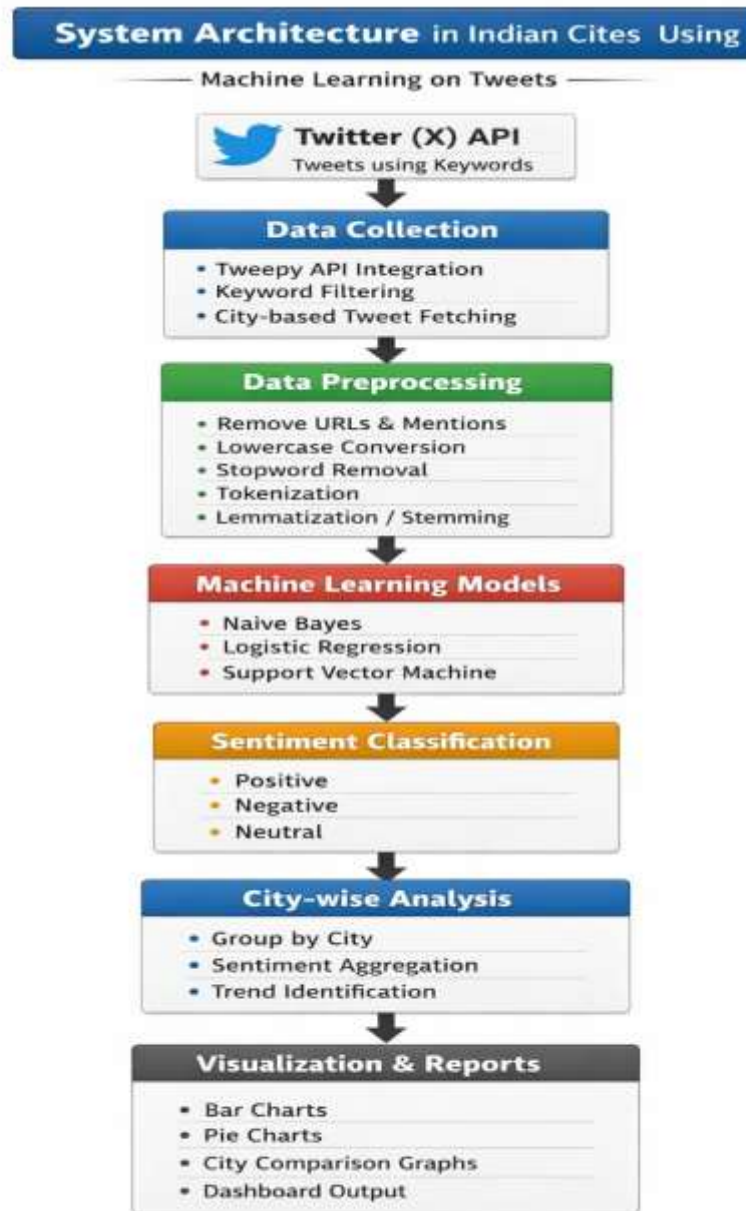 System Architecture in Indian Cites Using
Machine Learning on Tweets
Twitter (X) API
Tweets using Keywords
Data Collection
• Tweepy API Integration
• Keyword Filtering
• City-based Tweet Fetching
Data Preprocessing
• Remove URLs & Mentions
• Lowercase Conversion
• Stopword Removal
• Tokenization
• Lemmatization / Stemming
Machine Learning Models
• Naive Bayes
• Logistic Regression
• Support Vector Machine
Sentiment Classification
• Positive
• Negative
• Neutral
City-wise Analysis
• Group by City
• Sentiment Aggregation
• Trend Identification
Visualization & Reports
• Bar Charts
• Pie Charts
• City Comparison Graphs
• Dashboard Output